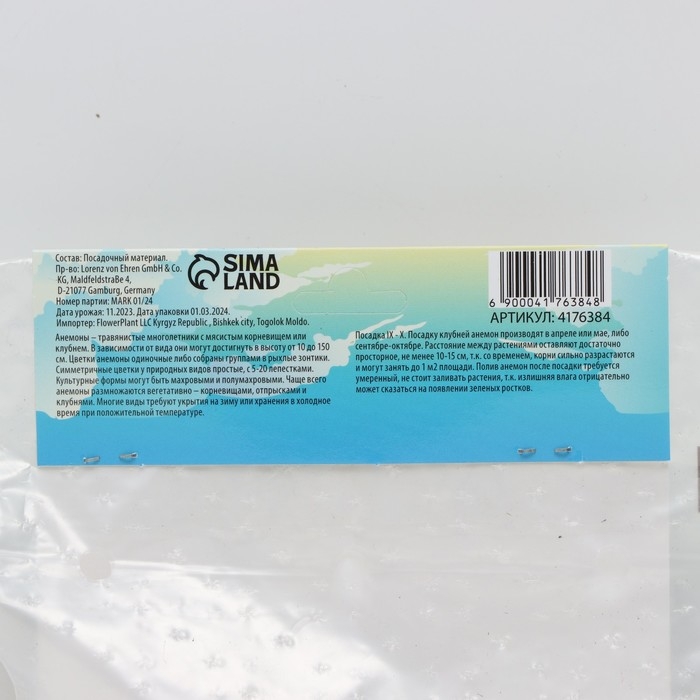 Состав: Посадочный материал.
Пр-во: Lorenz von Ehren GmbH & Co.
KG, Maldfeldstraße 4,
D-21077 Gamburg, Germany
Номер партии: MARK 01/24
Дата урожая: 11.2023. Дата упаковки 01.03.2024.
Импортер: FlowerPlant LLC Kyrgyz Republic , Bishkek city, Togolok Moldo.
SIMA
LAND
6 900041 763848
АРТИКУЛ: 4176384
Анемоны – травянистые многолетники с мясистым корневищем или
клубнем. В зависимости от вида они могут достигнуть в высоту от 10 до 150
см. Цветки анемоны одиночные либо собраны группами в рыхлые зонтики.
Симметричные цветки у природных видов простые, с 5-20 лепестками.
Культурные формы могут быть махровыми и полумахровыми. Чаще всего
анемоны размножаются вегетативно – корневищами, отпрысками и
клубнями. Многие виды требуют укрытия на зиму или хранения в холодное
время при положительной температуре.
Посадка IX - X. Посадку клубней анемон производят в апреле или мае, либо
сентябре-октябре. Расстояние между растениями оставляют достаточно
просторное, не менее 10-15 см, т.к. со временем, корни сильно разрастаются
и могут занять до 1 м2 площади. Полив анемон после посадки требуется
умеренный, не стоит заливать растения, т.к. излишняя влага отрицательно
может сказаться на появлении зеленых ростков.